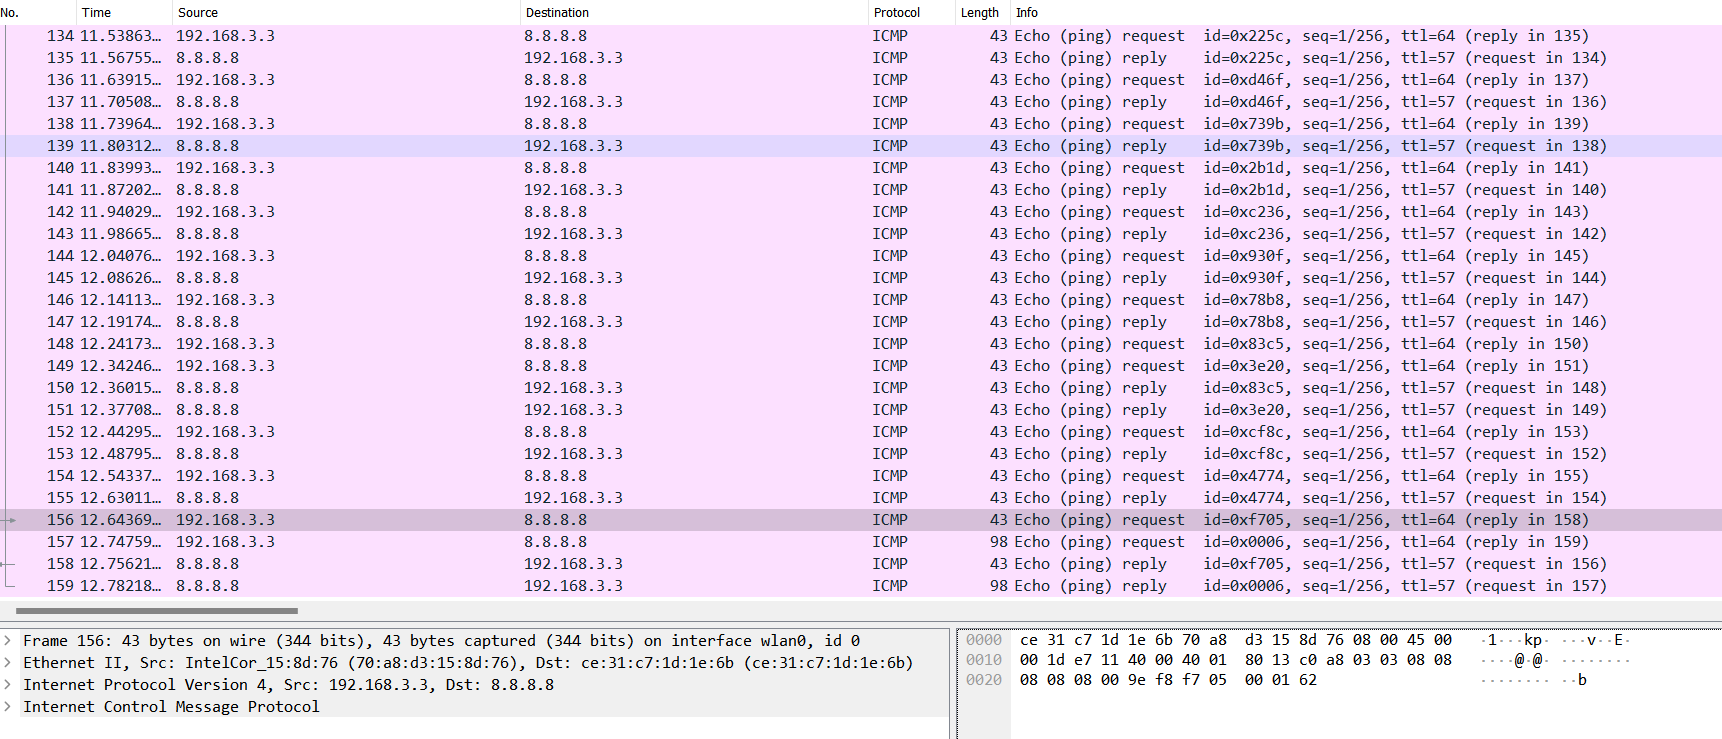 No. Time Source Destination Protocol Length Info
134 11.53863… 192.168.3.3 8.8.8.8 ICMP 43 Echo (ping) request id=0x225c, seq=1/256, ttl=64 (reply in 135)
135 11.56755… 8.8.8.8 192.168.3.3 ICMP 43 Echo (ping) reply id=0x225c, seq=1/256, ttl=57 (request in 134)
136 11.63915… 192.168.3.3 8.8.8.8 ICMP 43 Echo (ping) request id=0xd46f, seq=1/256, ttl=64 (reply in 137)
137 11.70508… 8.8.8.8 192.168.3.3 ICMP 43 Echo (ping) reply id=0xd46f, seq=1/256, ttl=57 (request in 136)
138 11.73964… 192.168.3.3 8.8.8.8 ICMP 43 Echo (ping) request id=0x739b, seq=1/256, ttl=64 (reply in 139)
139 11.80312… 8.8.8.8 192.168.3.3 ICMP 43 Echo (ping) reply id=0x739b, seq=1/256, ttl=57 (request in 138)
140 11.83993… 192.168.3.3 8.8.8.8 ICMP 43 Echo (ping) request id=0x2b1d, seq=1/256, ttl=64 (reply in 141)
141 11.87202… 8.8.8.8 192.168.3.3 ICMP 43 Echo (ping) reply id=0x2b1d, seq=1/256, ttl=57 (request in 140)
142 11.94029… 192.168.3.3 8.8.8.8 ICMP 43 Echo (ping) request id=0xc236, seq=1/256, ttl=64 (reply in 143)
143 11.98665… 8.8.8.8 192.168.3.3 ICMP 43 Echo (ping) reply id=0xc236, seq=1/256, ttl=57 (request in 142)
144 12.04076… 192.168.3.3 8.8.8.8 ICMP 43 Echo (ping) request id=0x930f, seq=1/256, ttl=64 (reply in 145)
145 12.08626… 8.8.8.8 192.168.3.3 ICMP 43 Echo (ping) reply id=0x930f, seq=1/256, ttl=57 (request in 144)
146 12.14113… 192.168.3.3 8.8.8.8 ICMP 43 Echo (ping) request id=0x78b8, seq=1/256, ttl=64 (reply in 147)
147 12.19174… 8.8.8.8 192.168.3.3 ICMP 43 Echo (ping) reply id=0x78b8, seq=1/256, ttl=57 (request in 146)
148 12.24173… 192.168.3.3 8.8.8.8 ICMP 43 Echo (ping) request id=0x83c5, seq=1/256, ttl=64 (reply in 150)
149 12.34246… 192.168.3.3 8.8.8.8 ICMP 43 Echo (ping) request id=0x3e20, seq=1/256, ttl=64 (reply in 151)
150 12.36015… 8.8.8.8 192.168.3.3 ICMP 43 Echo (ping) reply id=0x83c5, seq=1/256, ttl=57 (request in 148)
151 12.37708… 8.8.8.8 192.168.3.3 ICMP 43 Echo (ping) reply id=0x3e20, seq=1/256, ttl=57 (request in 149)
152 12.44295… 192.168.3.3 8.8.8.8 ICMP 43 Echo (ping) request id=0xcf8c, seq=1/256, ttl=64 (reply in 153)
153 12.48795… 8.8.8.8 192.168.3.3 ICMP 43 Echo (ping) reply id=0xcf8c, seq=1/256, ttl=57 (request in 152)
154 12.54337… 192.168.3.3 8.8.8.8 ICMP 43 Echo (ping) request id=0x4774, seq=1/256, ttl=64 (reply in 155)
155 12.63011… 8.8.8.8 192.168.3.3 ICMP 43 Echo (ping) reply id=0x4774, seq=1/256, ttl=57 (request in 154)
156 12.64369… 192.168.3.3 8.8.8.8 ICMP 43 Echo (ping) request id=0xf705, seq=1/256, ttl=64 (reply in 158)
157 12.74759… 192.168.3.3 8.8.8.8 ICMP 98 Echo (ping) request id=0x0006, seq=1/256, ttl=64 (reply in 159)
158 12.75621… 8.8.8.8 192.168.3.3 ICMP 43 Echo (ping) reply id=0xf705, seq=1/256, ttl=57 (request in 156)
159 12.78218… 8.8.8.8 192.168.3.3 ICMP 98 Echo (ping) reply id=0x0006, seq=1/256, ttl=57 (request in 157)
Frame 156: 43 bytes on wire (344 bits), 43 bytes captured (344 bits) on interface wlan0, id 0
Ethernet II, Src: IntelCor_15:8d:76 (70:a8:d3:15:8d:76), Dst: ce:31:c7:1d:1e:6b (ce:31:c7:1d:1e:6b)
Internet Protocol Version 4, Src: 192.168.3.3, Dst: 8.8.8.8
Internet Control Message Protocol
0000 ce 31 c7 1d 1e 6b 70 a8 d3 15 8d 76 08 00 45 00 ·1···kp· ···v··E·
0010 00 1d e7 11 40 00 40 01 80 13 c0 a8 03 03 08 08 ····@·@· ········
0020 08 08 08 00 9e f8 f7 05 00 01 62 ········ ··b